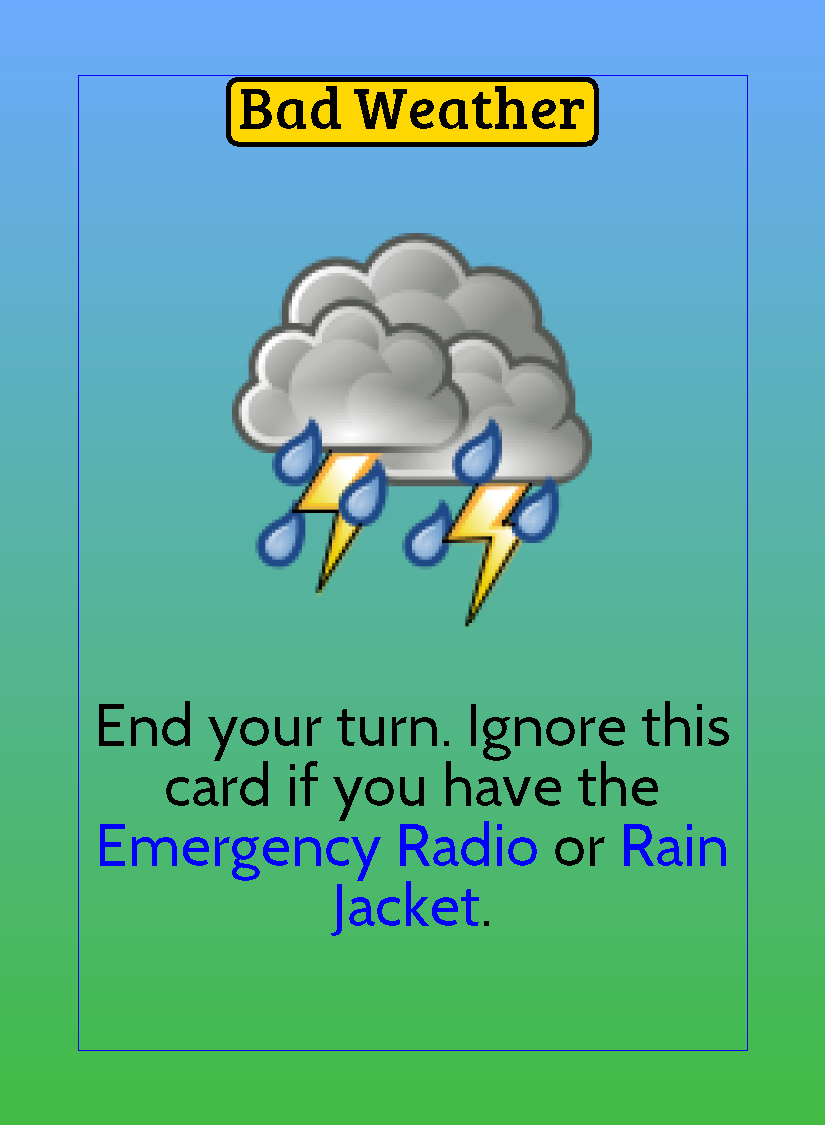 Bad Weather
End your turn. Ignore this
card if you have the
Emergency Radio or Rain
Jacket.